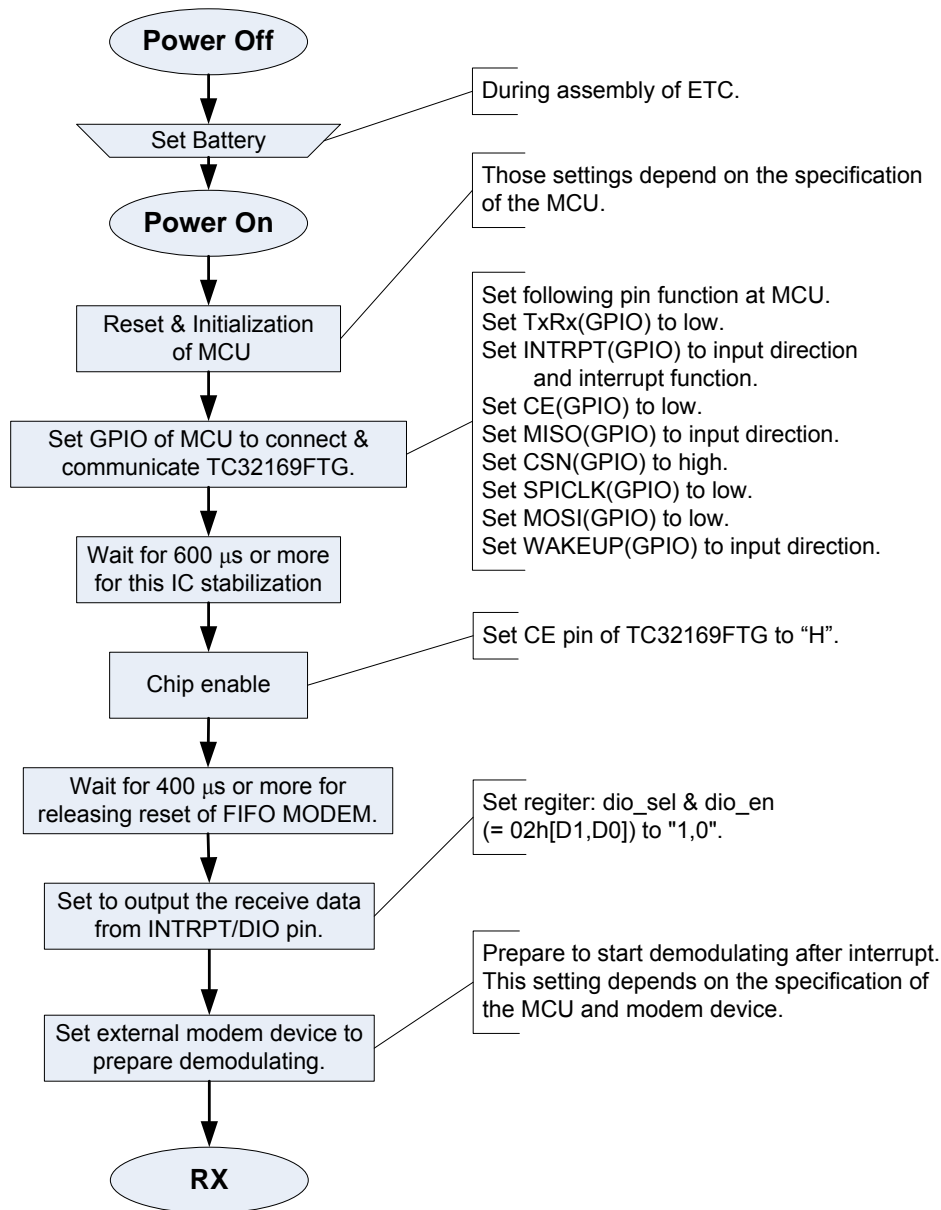 Power Off
During assembly of ETC.
Set Battery
Those settings depend on the specification
of the MCU.
Power On
Reset & Initialization
of MCU
Set following pin function at MCU.
Set TxRx(GPIO) to low.
Set INTRPT(GPIO) to input direction
and interrupt function.
Set CE(GPIO) to low.
Set MISO(GPIO) to input direction.
Set CSN(GPIO) to high.
Set SPICLK(GPIO) to low.
Set MOSI(GPIO) to low.
Set WAKEUP(GPIO) to input direction.
Set GPIO of MCU to connect &
communicate TC32169FTG.
Wait for 600 μs or more
for this IC stabilization
Set CE pin of TC32169FTG to “H”.
Chip enable
Wait for 400 μs or more for
releasing reset of FIFO MODEM.
Set regiter: dio_sel & dio_en
(= 02h[D1,D0]) to "1,0".
Set to output the receive data
from INTRPT/DIO pin.
Prepare to start demodulating after interrupt.
This setting depends on the specification of
the MCU and modem device.
Set external modem device to
prepare demodulating.
RX